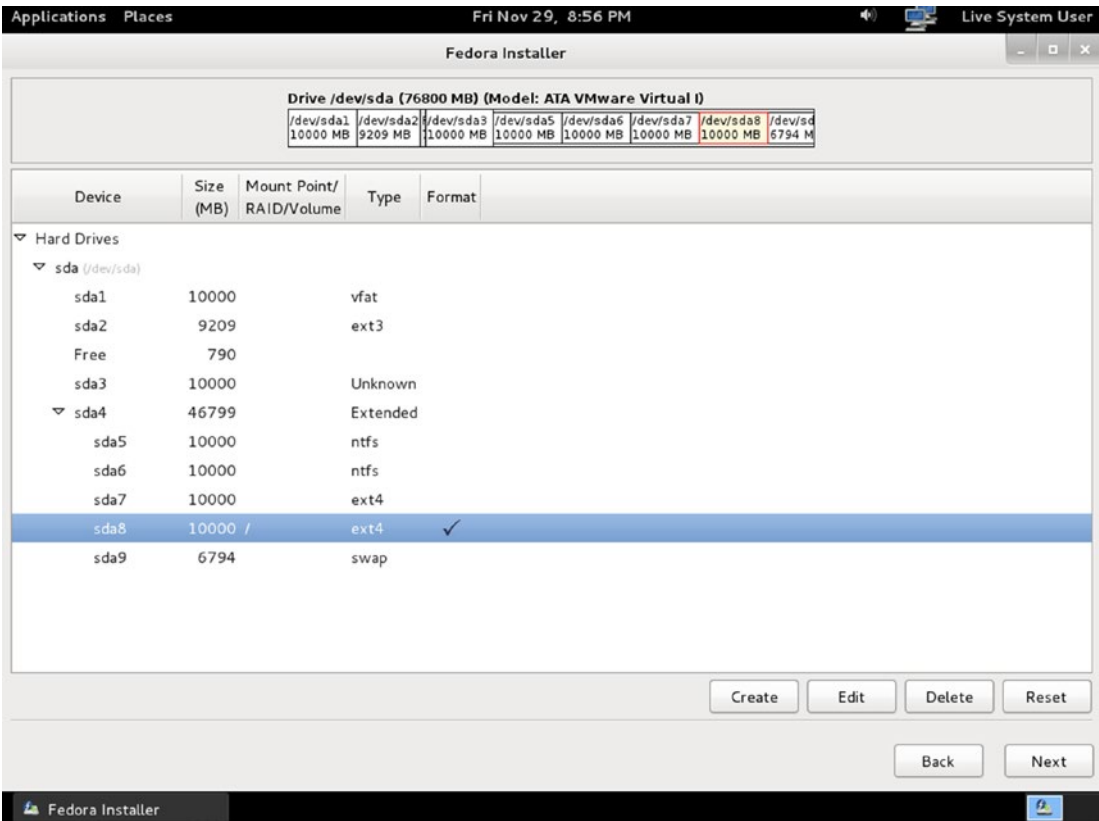 Applications Places Fri Nov 29, 8:56 PM Live System User
Fedora Installer
Drive /dev/sda (76800 MB) (Model: ATA VMware Virtual I)
/dev/sda1 /dev/sda2 /dev/sda3 /dev/sda5 /dev/sda6 /dev/sda7 /dev/sda8 /dev/sd
10000 MB 9209 MB 10000 MB 10000 MB 10000 MB 10000 MB 10000 MB 6794 M
Device Size (MB) Mount Point/ RAID/Volume Type Format
Hard Drives
sda (/dev/sda)
sda1 10000 vfat
sda2 9209 ext3
Free 790
sda3 10000 Unknown
sda4 46799 Extended
sda5 10000 ntfs
sda6 10000 ntfs
sda7 10000 ext4
sda8 10000 / ext4 ✓
sda9 6794 swap
Create Edit Delete Reset
Back Next
Fedora Installer